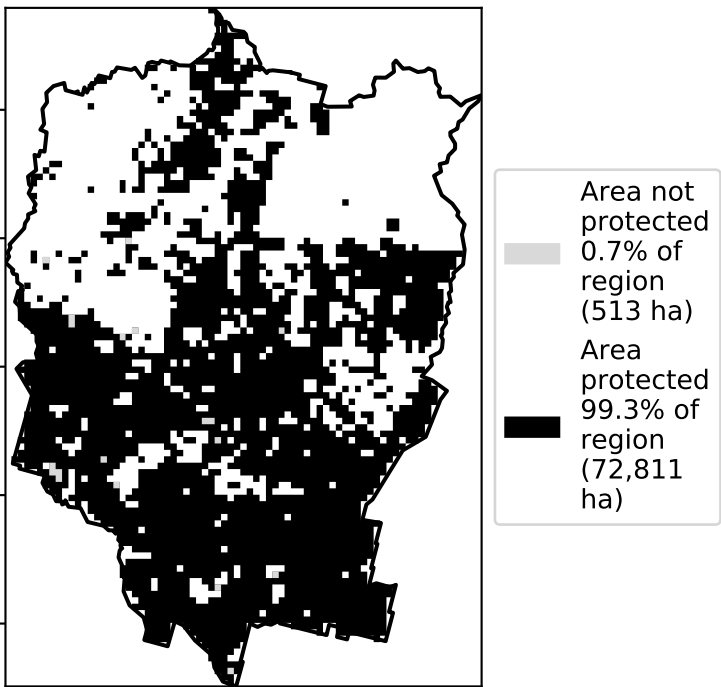 Area not
protected
0.7% of
region
(513 ha)
Area
protected
99.3% of
region
(72,811
ha)